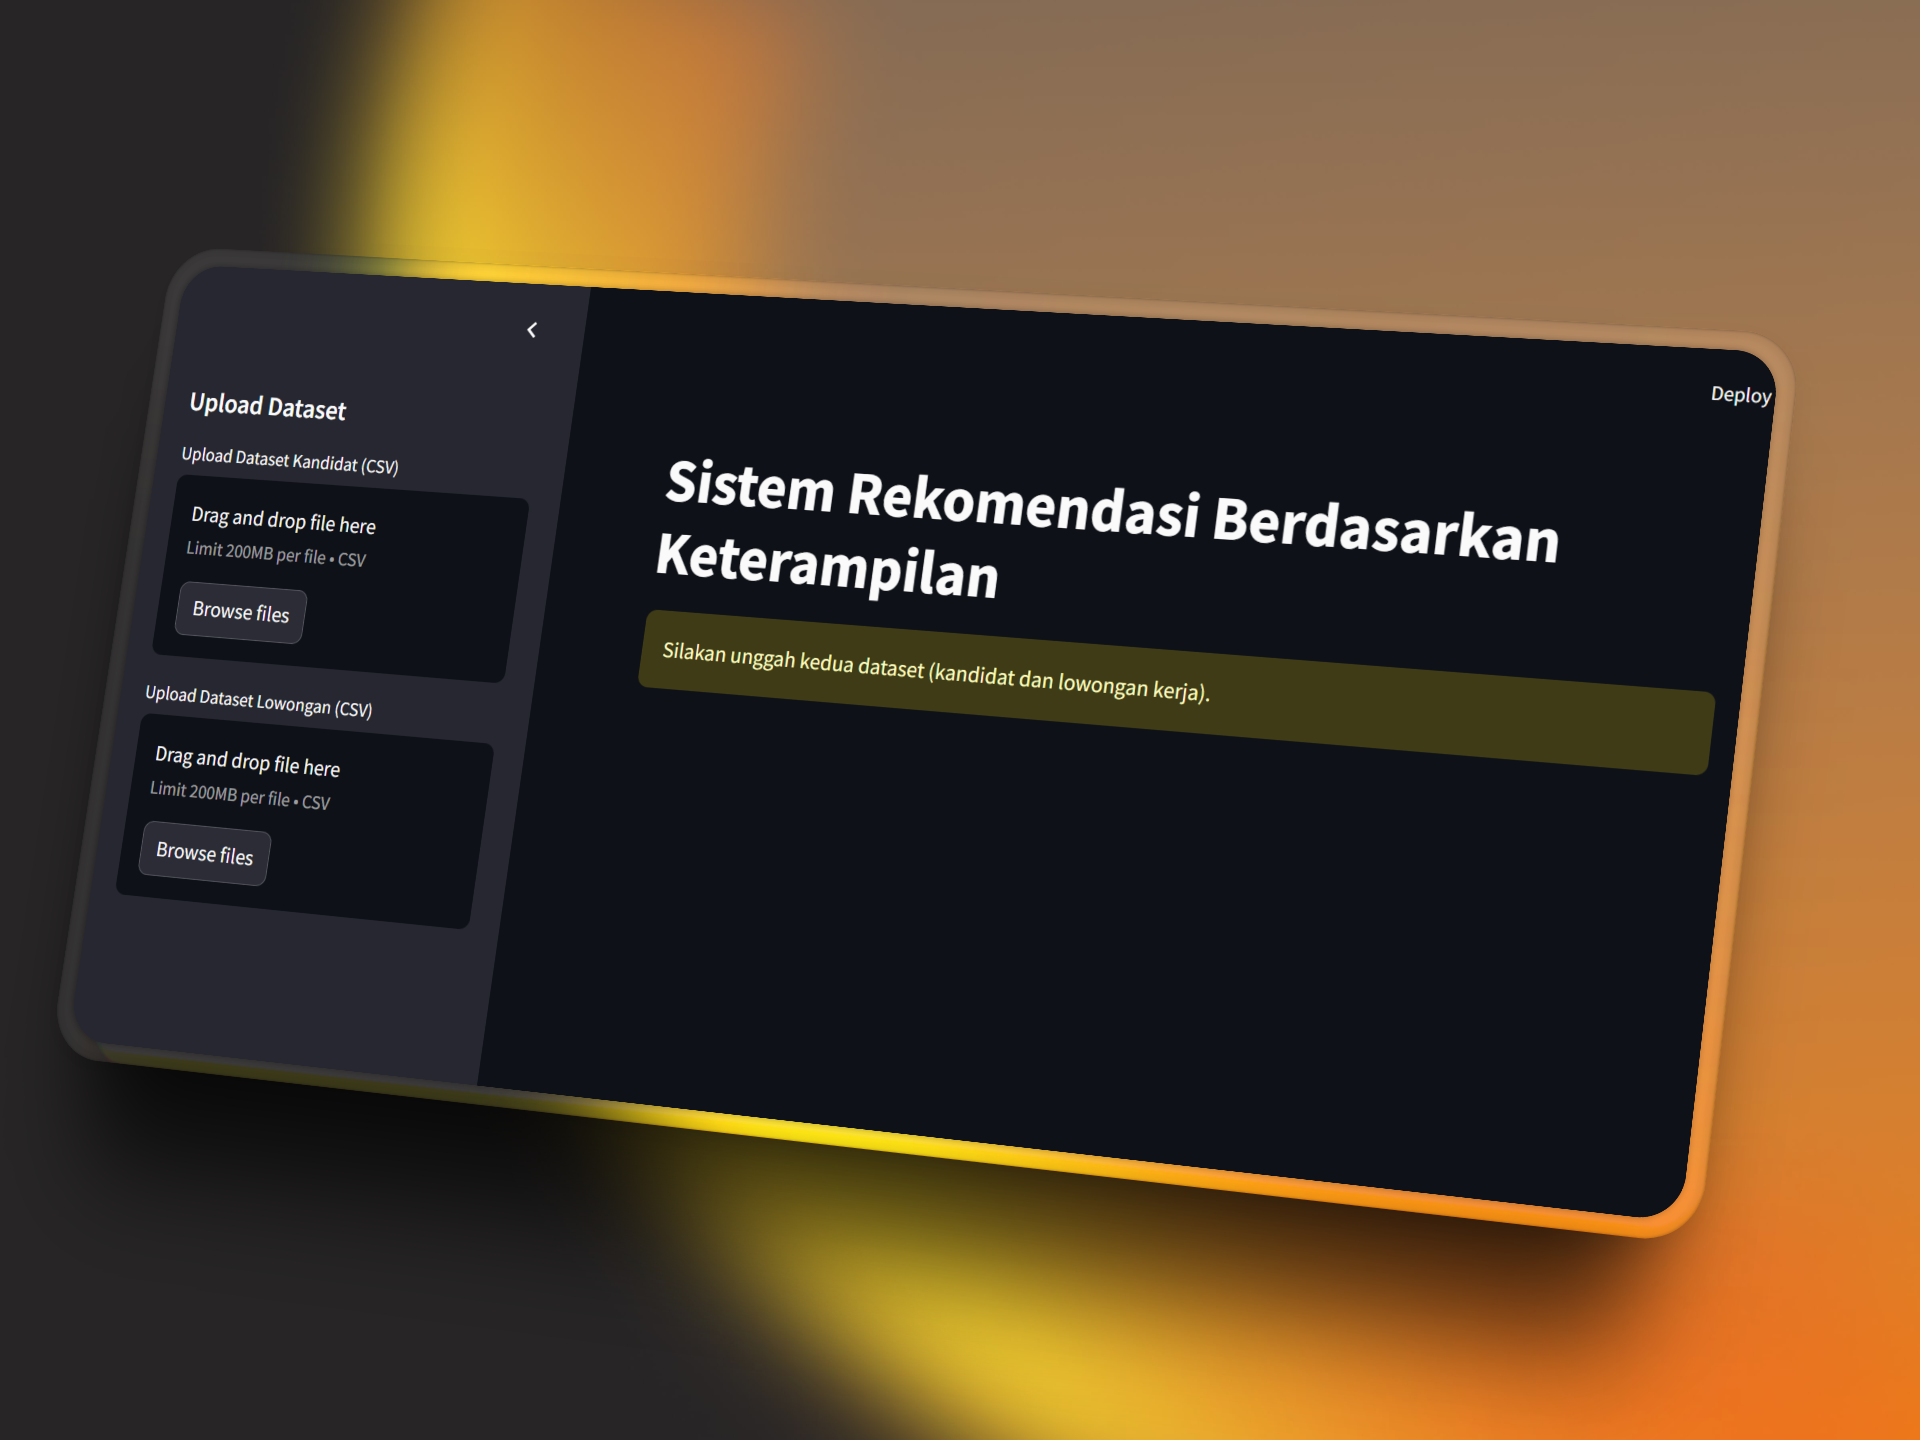 Deploy
Upload Dataset
Upload Dataset Kandidat (CSV)
Drag and drop file here
Limit 200MB per file • CSV
Browse files
Upload Dataset Lowongan (CSV)
Drag and drop file here
Limit 200MB per file • CSV
Browse files
Sistem Rekomendasi Berdasarkan
Keterampilan
Silakan unggah kedua dataset (kandidat dan lowongan kerja).